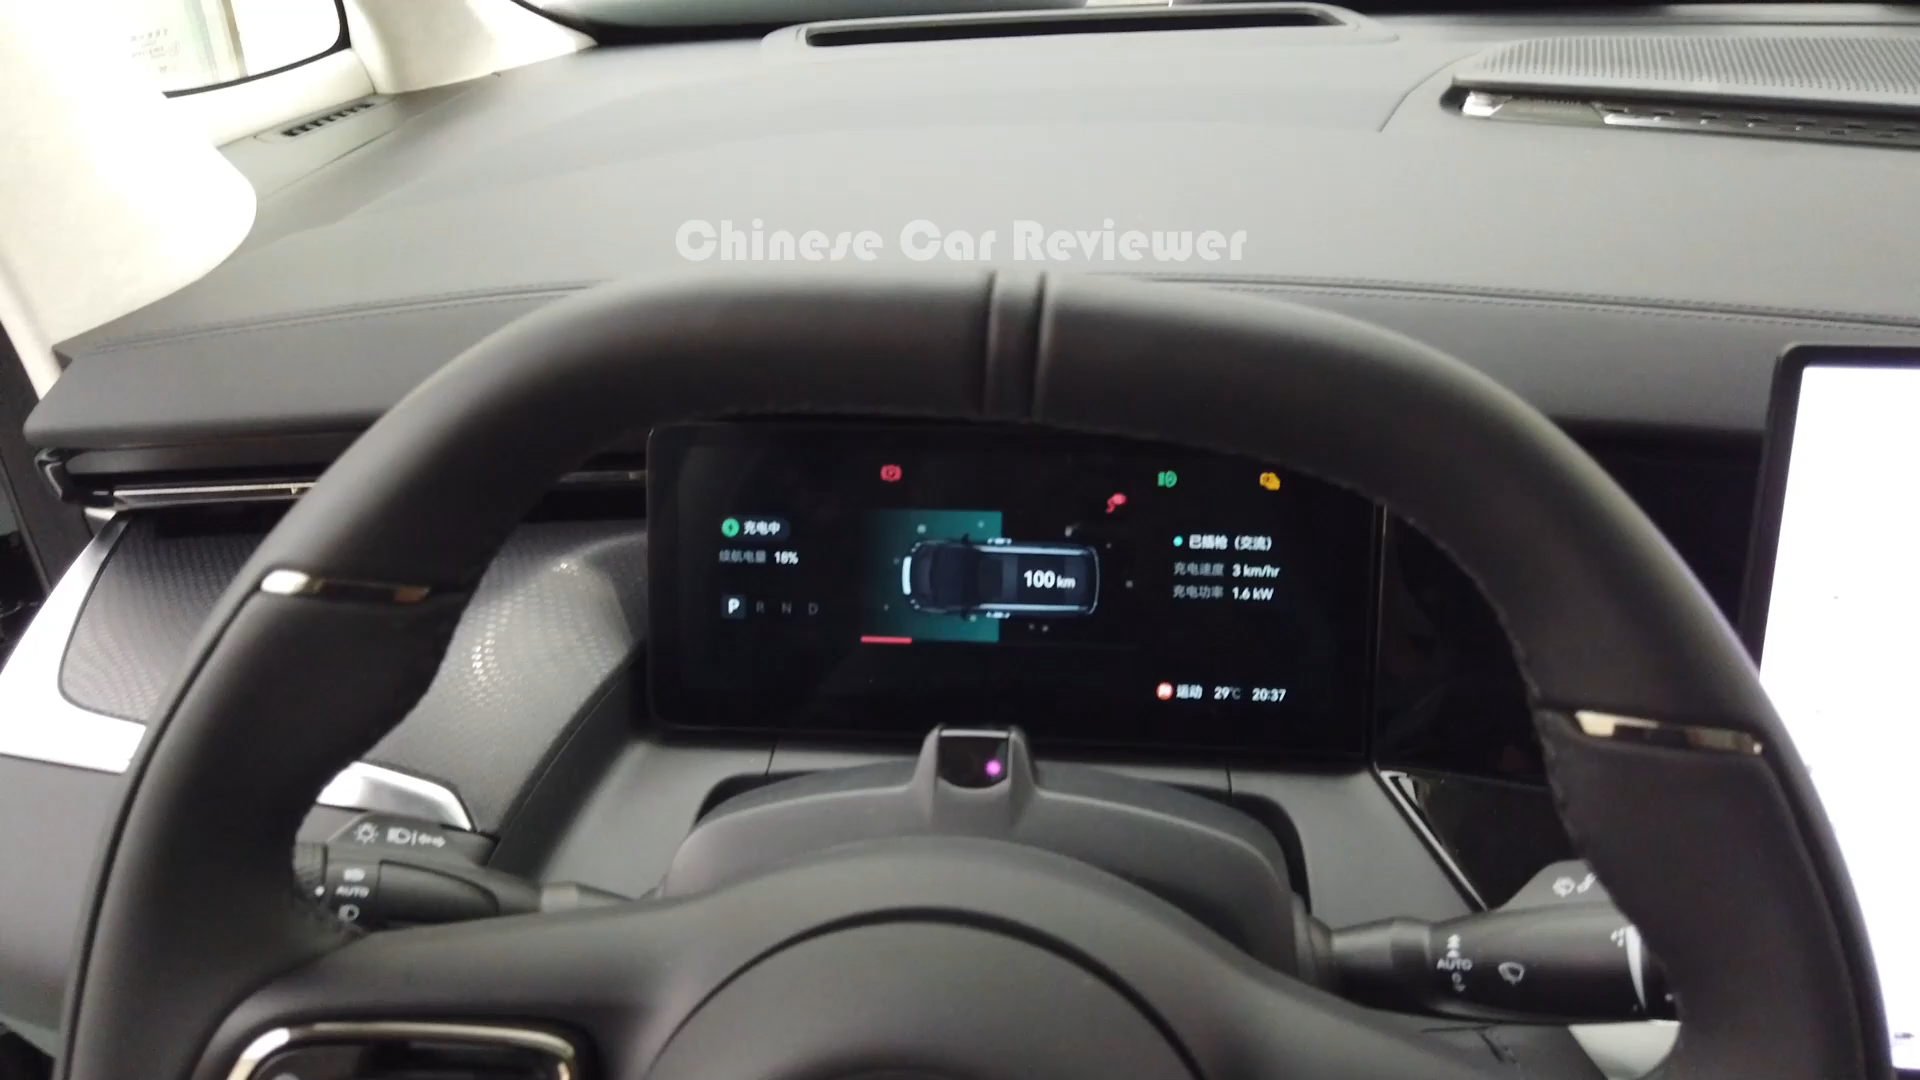 Chinese Car Reviewer
充电中
续航电量 18%
P R N D
100 km
已插枪（交流）
充电速度 3 km/hr
充电功率 1.6 kW
运动 29℃ 20:37
AUTO
AUTO